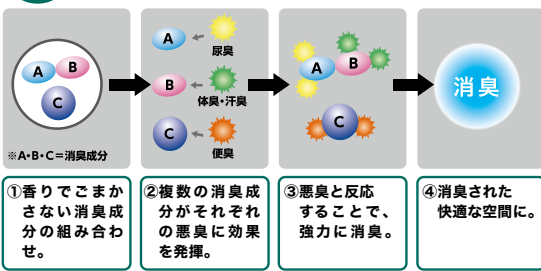 A
B
C
※A・B・C=消臭成分
A
尿臭
B
体臭・汗臭
C
便臭
A
B
C
消臭
①香りでごまか
さない消臭成
分の組み合わ
せ。
②複数の消臭成
分がそれぞれ
の悪臭に効果
を発揮。
③悪臭と反応
することで、
強力に消臭。
④消臭された
快適な空間に。